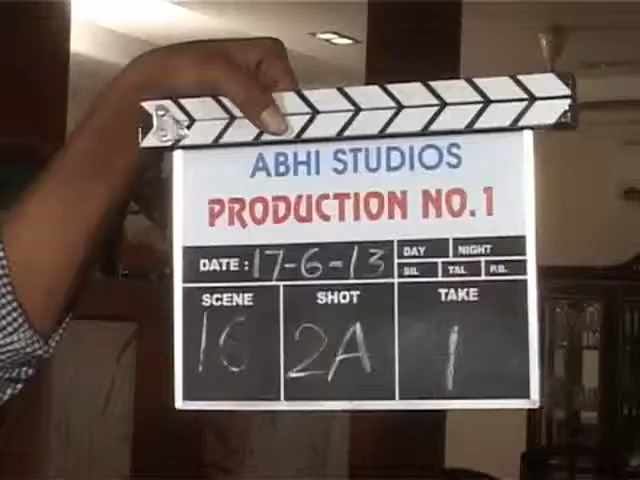 ABHI STUDIOS
PRODUCTION NO.1
DATE: 17-6-13 DAY NIGHT
SIL TAL P.B.
SCENE SHOT TAKE
16 2A 1